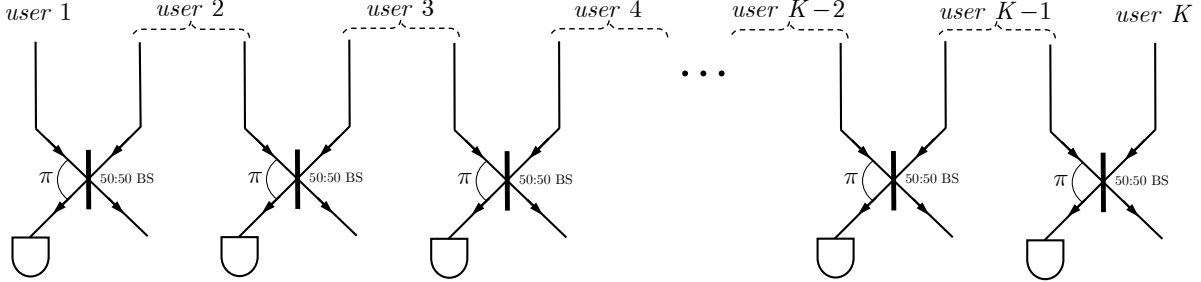 user 1
user 2
user 3
user 4
user K−2
user K−1
user K
...
π
50:50 BS
π
50:50 BS
π
50:50 BS
π
50:50 BS
π
50:50 BS